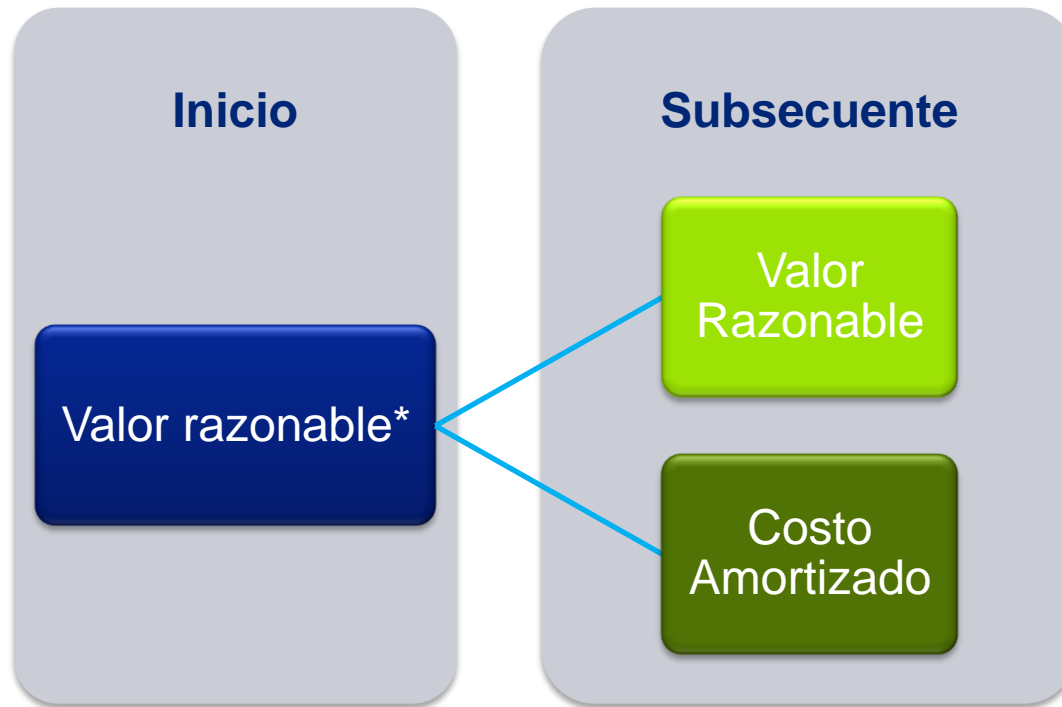 Inicio
Valor razonable*
Subsecuente
Valor
Razonable
Costo
Amortizado